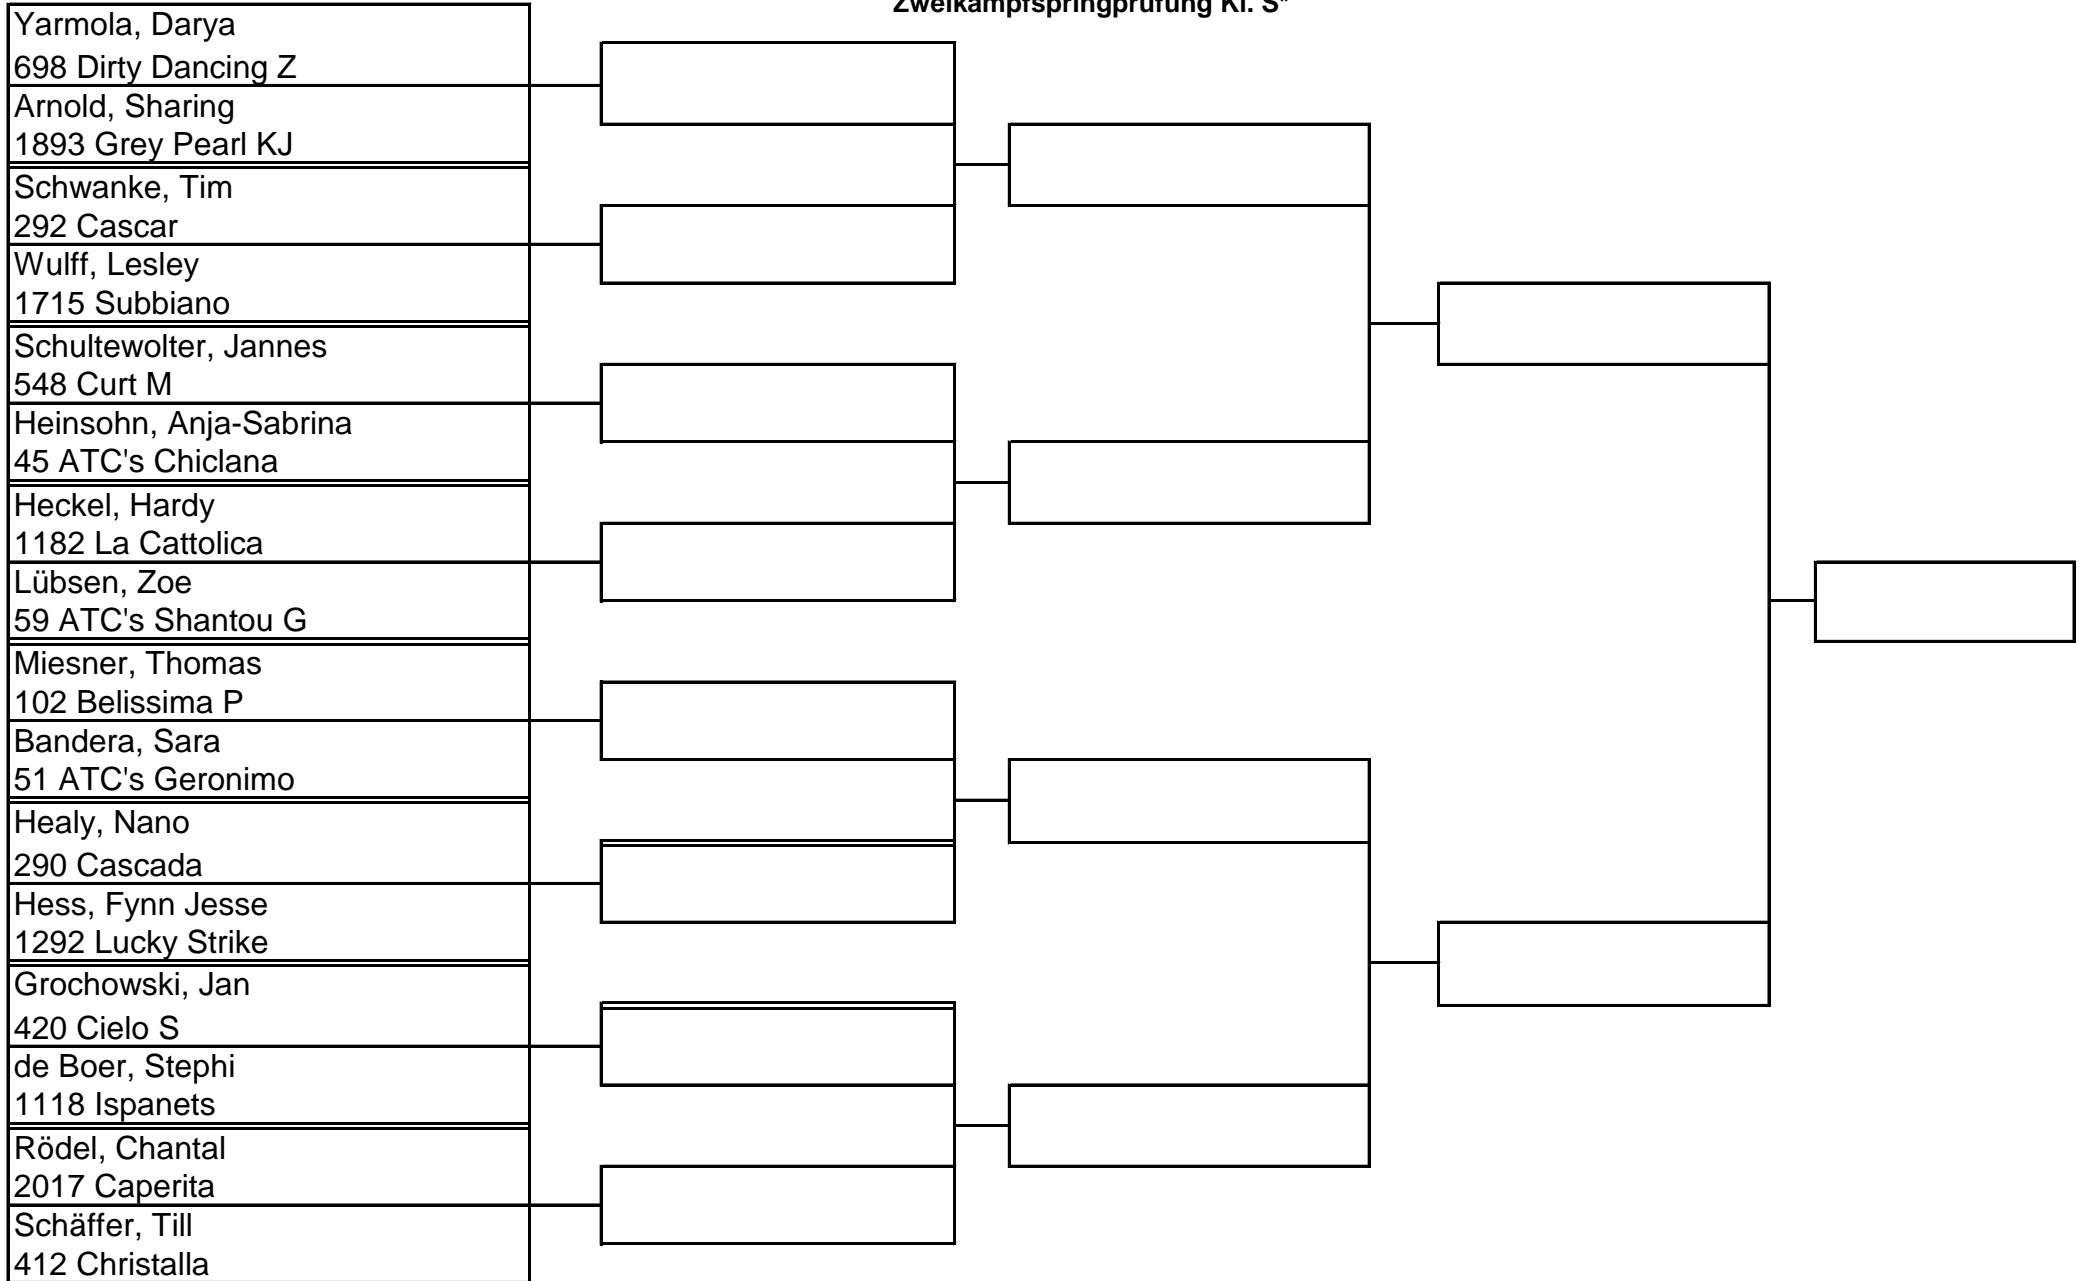 Zweikampfspringprüfung Kl. S*
Yarmola, Darya
698 Dirty Dancing Z
Arnold, Sharing
1893 Grey Pearl KJ
Schwanke, Tim
292 Cascar
Wulff, Lesley
1715 Subbiano
Schultewolter, Jannes
548 Curt M
Heinsohn, Anja-Sabrina
45 ATC's Chiclana
Heckel, Hardy
1182 La Cattolica
Lübsen, Zoe
59 ATC's Shantou G
Miesner, Thomas
102 Belissima P
Bandera, Sara
51 ATC's Geronimo
Healy, Nano
290 Cascada
Hess, Fynn Jesse
1292 Lucky Strike
Grochowski, Jan
420 Cielo S
de Boer, Stephi
1118 Ispanets
Rödel, Chantal
2017 Caperita
Schäffer, Till
412 Christalla